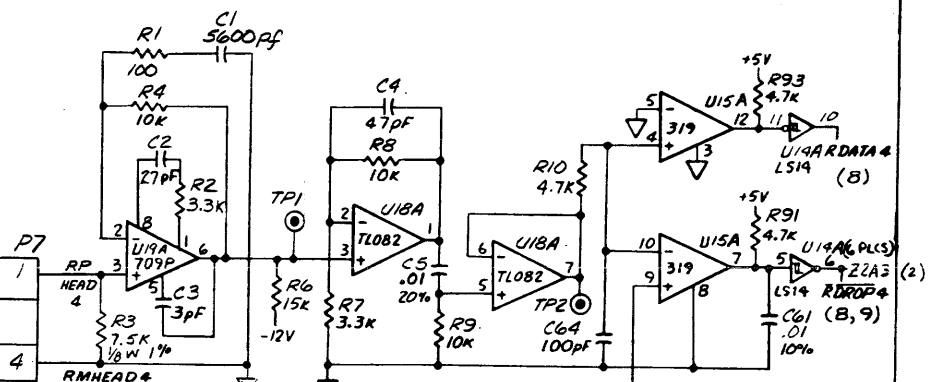 R1
100
C1
5600pf
R4
10K
C2
27pF
R2
3.3K
8
1
2
3
5
6
-
+
U19A
709P
C3
3pF
P7
1
4
RP
HEAD
4
R3
7.5K
1/8 W 1%
RMHEAD4
TP1
R6
15K
-12V
C4
47pF
R8
10K
2
3
-
+
U18A
TL082
1
R7
3.3K
C5
.01
20%
R9
10K
6
5
-
+
U18A
TL082
7
TP2
R10
4.7K
C64
100pF
5
4
-
+
319
U15A
12
3
+5V
R93
4.7K
11
10
U14A
LS14
RDATA4
(8)
10
9
-
+
319
U15A
7
8
+5V
R91
4.7K
5
6
U14A(6 PLCS)
LS14
Z2A3 (2)
RDROP4
(8,9)
C61
.01
10%